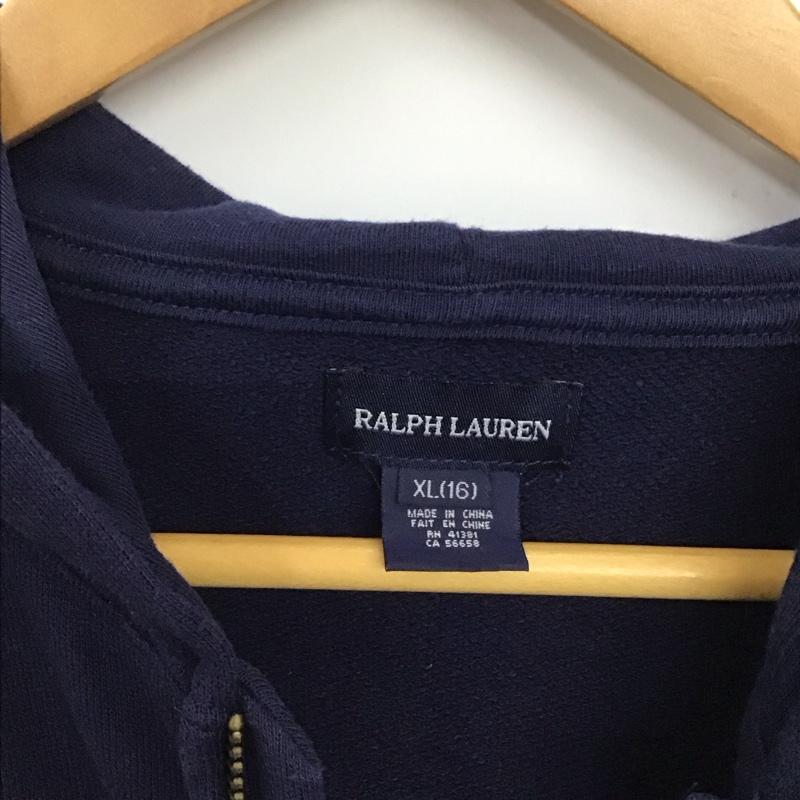 RALPH LAUREN
XL(16)
MADE IN CHINA
FAIT EN CHINE
RN 41381
CA 56658